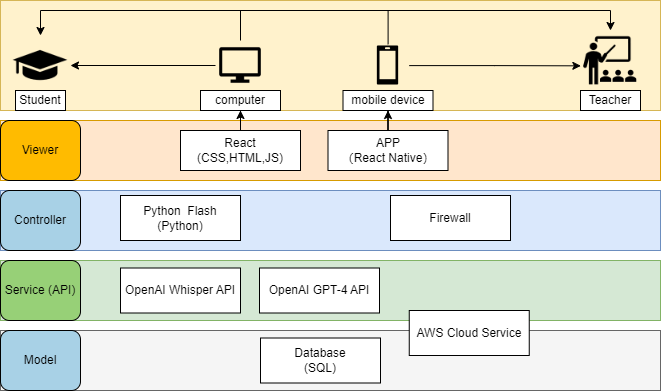 Student
computer
mobile device
Teacher
Viewer
React
(CSS,HTML,JS)
APP
(React Native)
Controller
Python Flash
(Python)
Firewall
Service (API)
OpenAI Whisper API
OpenAI GPT-4 API
AWS Cloud Service
Model
Database
(SQL)